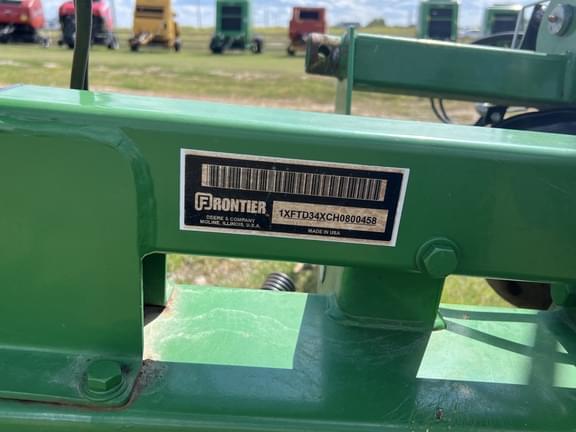 FRONTIER
DEERE & COMPANY
MOLINE, ILLINOIS, U.S.A.
1XFTD34XCH0800458
MADE IN USA